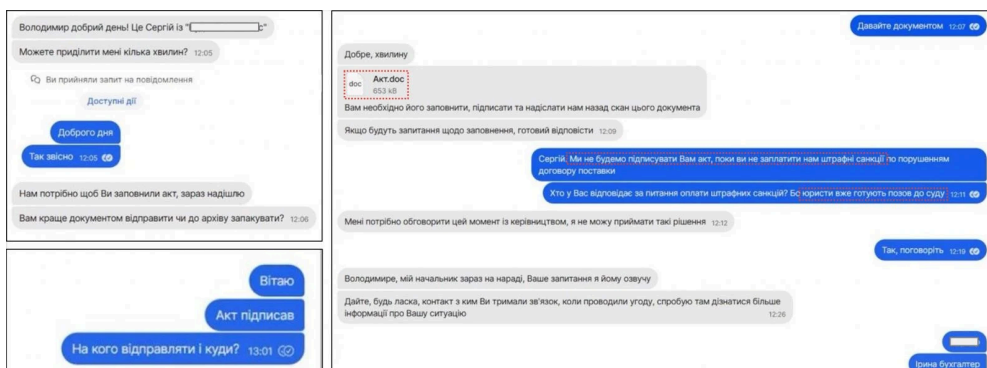 Володимир добрий день! Це Сергій із "
Можете приділити мені кілька хвилин? 12:05
Ви прийняли запит на повідомлення
Доступні дії
Доброго дня
Так звісно 12:05
Нам потрібно щоб Ви заповнили акт, зараз надішлю
Вам краще документом відправити чи до архіву запакувати? 12:06
Вітаю
Акт підписав
На кого відправляти і куди? 13:01
Давайте документом 12:07
Добре, хвилину
doc
Акт.doc
653 kB
Вам необхідно його заповнити, підписати та надіслати нам назад скан цього документа
Якщо будуть запитання щодо заповнення, готовий відповісти 12:09
Сергій. Ми не будемо підписувати Вам акт, поки ви не заплатити нам штрафні санкції по порушенням
договору поставки
Хто у Вас відповідає за питання оплати штрафних санкцій? Бо юристи вже готують позов до суду 12:11
Мені потрібно обговорити цей момент із керівництвом, я не можу приймати такі рішення 12:12
Так, поговоріть 12:19
Володимире, мій начальник зараз на нараді, Ваше запитання я йому озвучу
Дайте, будь ласка, контакт з ким Ви тримали зв'язок, коли проводили угоду, спробую там дізнатися більше
інформації про Вашу ситуацію 12:26
Ірина бухгалтер